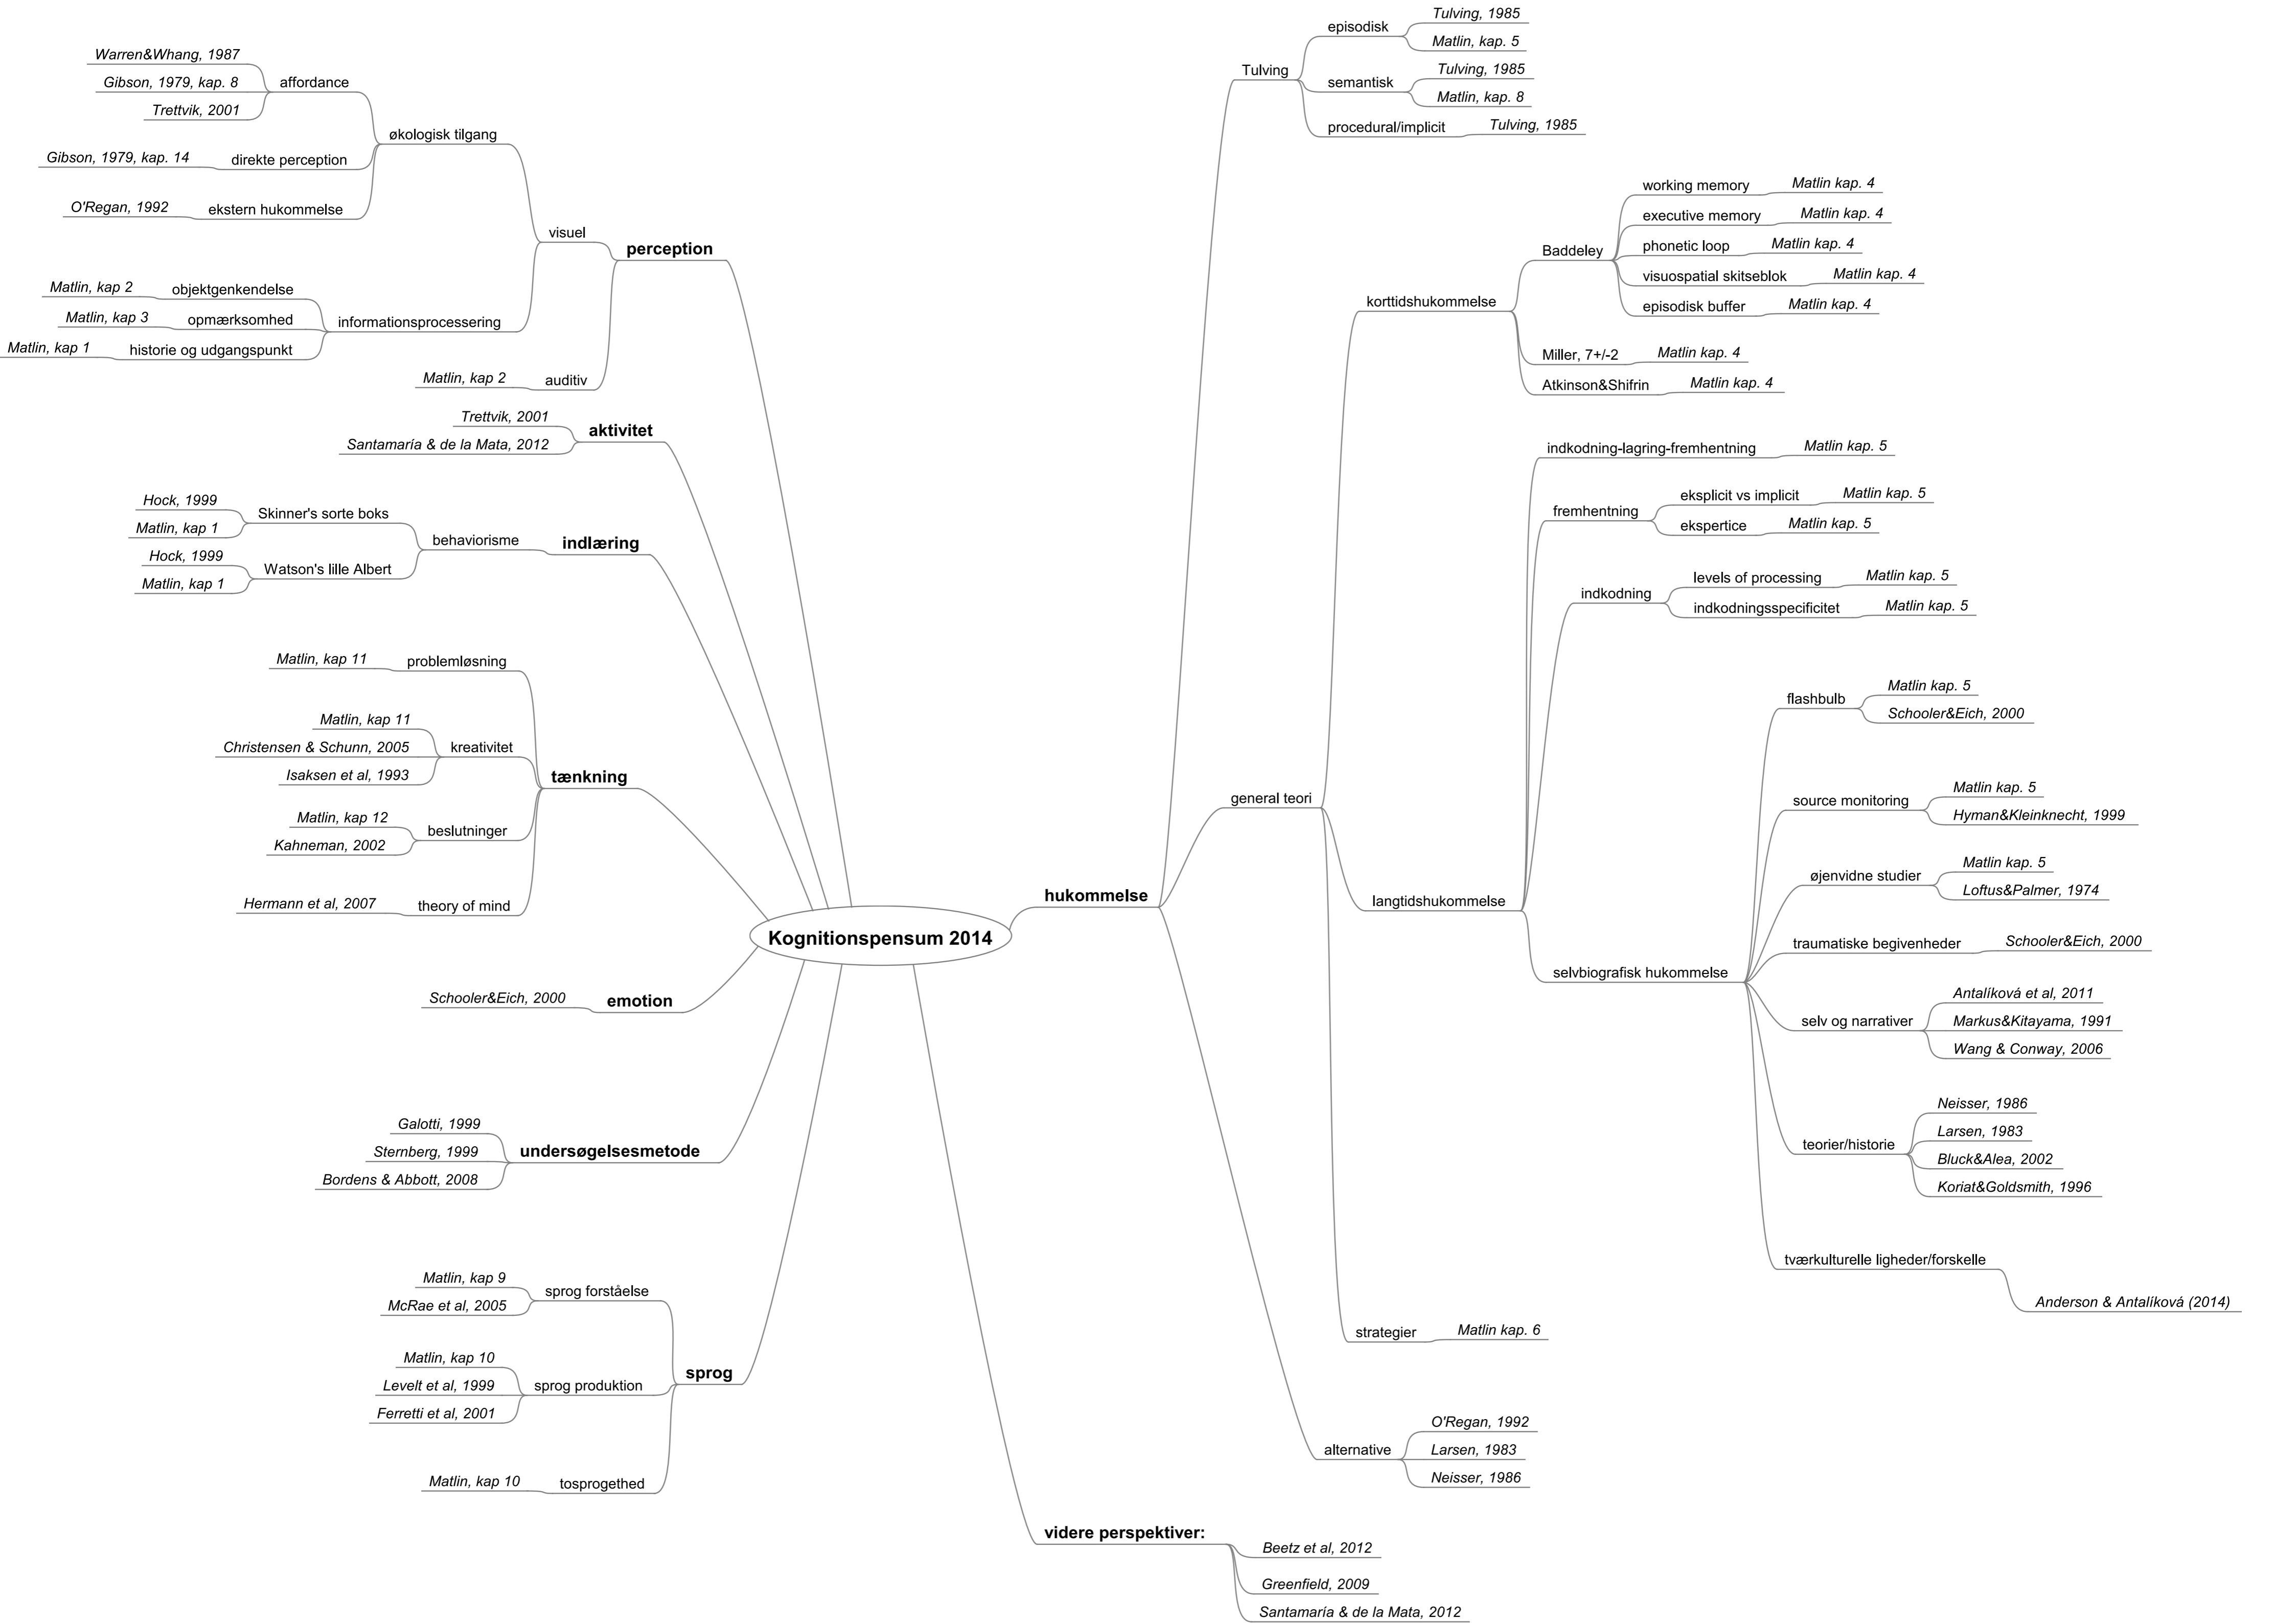 Kognitionspensum 2014
perception
visuel
økologisk tilgang
affordance
Warren&Whang, 1987
Gibson, 1979, kap. 8
Trettvik, 2001
direkte perception
Gibson, 1979, kap. 14
ekstern hukommelse
O'Regan, 1992
informationsprocessering
objektgenkendelse
Matlin, kap 2
opmærksomhed
Matlin, kap 3
historie og udgangspunkt
Matlin, kap 1
auditiv
Matlin, kap 2
aktivitet
Trettvik, 2001
Santamaría & de la Mata, 2012
indlæring
behaviorisme
Skinner's sorte boks
Hock, 1999
Matlin, kap 1
Watson's lille Albert
Hock, 1999
Matlin, kap 1
tænkning
problemløsning
Matlin, kap 11
kreativitet
Matlin, kap 11
Christensen & Schunn, 2005
Isaksen et al, 1993
beslutninger
Matlin, kap 12
Kahneman, 2002
theory of mind
Hermann et al, 2007
emotion
Schooler&Eich, 2000
undersøgelsesmetode
Galotti, 1999
Sternberg, 1999
Bordens & Abbott, 2008
sprog
sprog forståelse
Matlin, kap 9
McRae et al, 2005
sprog produktion
Matlin, kap 10
Levelt et al, 1999
Ferretti et al, 2001
tosprogethed
Matlin, kap 10
hukommelse
Tulving
episodisk
Tulving, 1985
Matlin, kap. 5
semantisk
Tulving, 1985
Matlin, kap. 8
procedural/implicit
Tulving, 1985
general teori
korttidshukommelse
Baddeley
working memory
Matlin kap. 4
executive memory
Matlin kap. 4
phonetic loop
Matlin kap. 4
visuospatial skitseblok
Matlin kap. 4
episodisk buffer
Matlin kap. 4
Miller, 7+/-2
Matlin kap. 4
Atkinson&Shifrin
Matlin kap. 4
langtidshukommelse
indkodning-lagring-fremhentning
Matlin kap. 5
fremhentning
eksplicit vs implicit
Matlin kap. 5
ekspertice
Matlin kap. 5
indkodning
levels of processing
Matlin kap. 5
indkodningsspecificitet
Matlin kap. 5
selvbiografisk hukommelse
flashbulb
Matlin kap. 5
Schooler&Eich, 2000
source monitoring
Matlin kap. 5
Hyman&Kleinknecht, 1999
øjenvidne studier
Matlin kap. 5
Loftus&Palmer, 1974
traumatiske begivenheder
Schooler&Eich, 2000
selv og narrativer
Antalíková et al, 2011
Markus&Kitayama, 1991
Wang & Conway, 2006
teorier/historie
Neisser, 1986
Larsen, 1983
Bluck&Alea, 2002
Koriat&Goldsmith, 1996
tværkulturelle ligheder/forskelle
Anderson & Antalíková (2014)
strategier
Matlin kap. 6
alternative
O'Regan, 1992
Larsen, 1983
Neisser, 1986
videre perspektiver:
Beetz et al, 2012
Greenfield, 2009
Santamaría & de la Mata, 2012